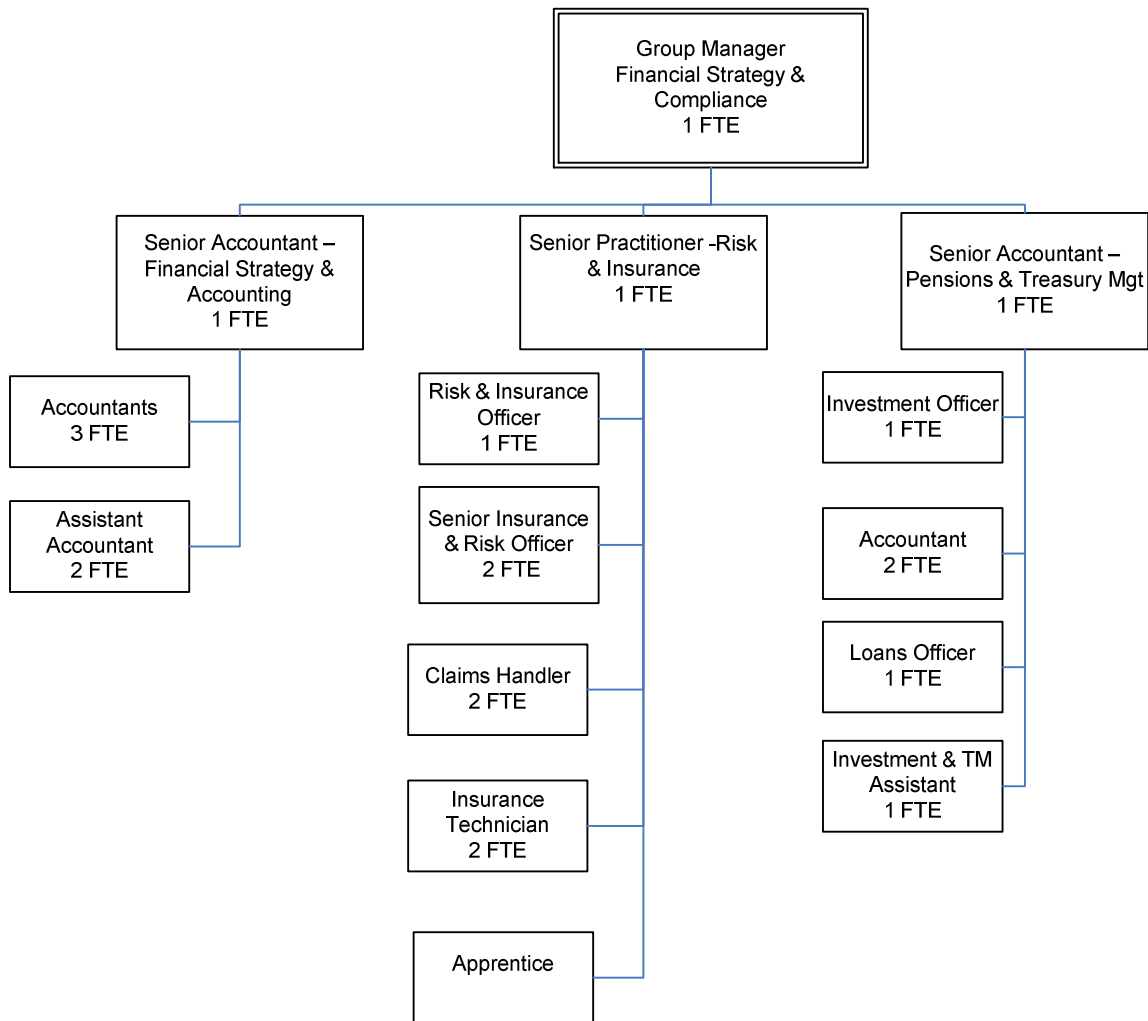 Group Manager
Financial Strategy &
Compliance
1 FTE
Senior Accountant –
Financial Strategy &
Accounting
1 FTE
Senior Practitioner -Risk
& Insurance
1 FTE
Senior Accountant –
Pensions & Treasury Mgt
1 FTE
Accountants
3 FTE
Assistant
Accountant
2 FTE
Risk & Insurance
Officer
1 FTE
Senior Insurance
& Risk Officer
2 FTE
Claims Handler
2 FTE
Insurance
Technician
2 FTE
Apprentice
Investment Officer
1 FTE
Accountant
2 FTE
Loans Officer
1 FTE
Investment & TM
Assistant
1 FTE